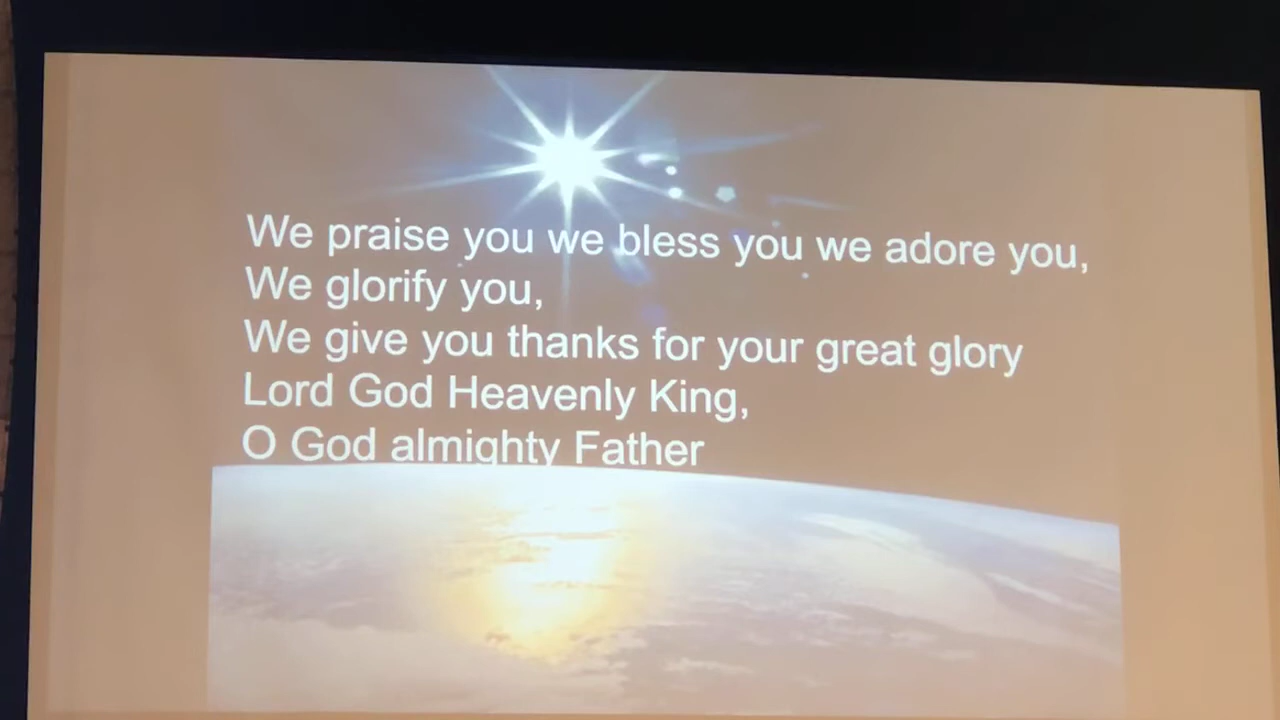 We praise you we bless you we adore you,
We glorify you,
We give you thanks for your great glory
Lord God Heavenly King,
O God almighty Father